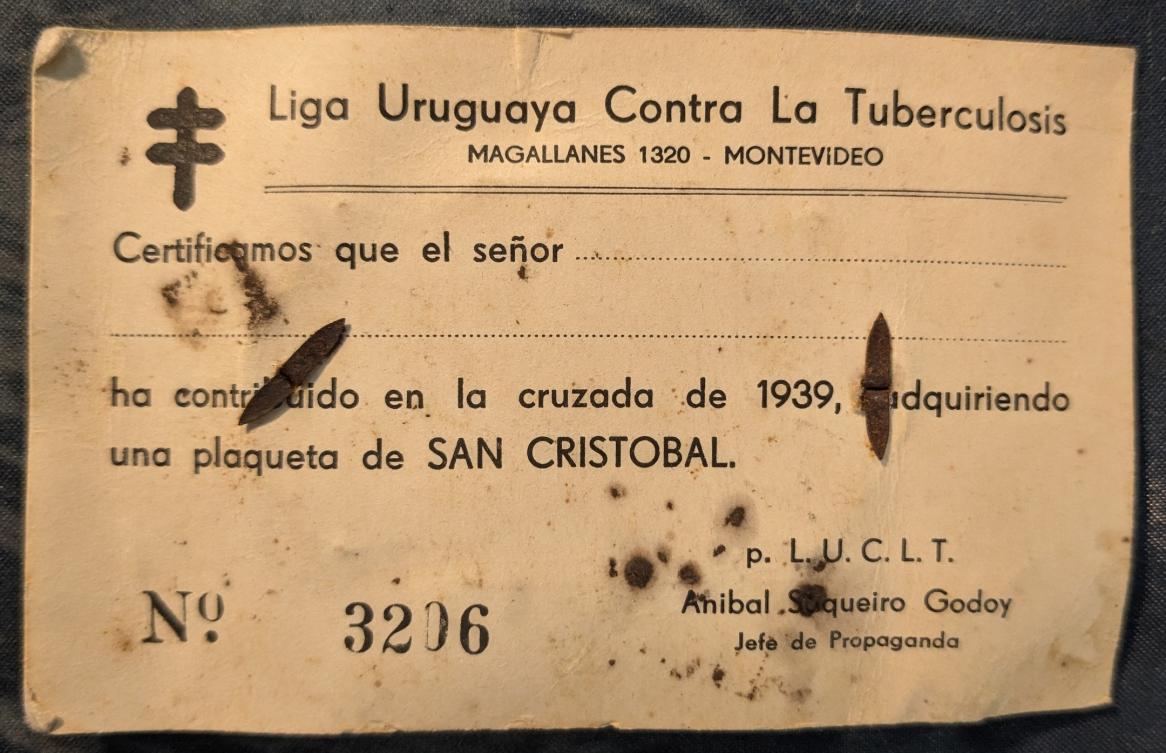 Liga Uruguaya Contra La Tuberculosis
MAGALLANES 1320 - MONTEVIDEO
Certificamos que el señor
ha contribuido en la cruzada de 1939, adquiriendo
una plaqueta de SAN CRISTOBAL.
p. L. U. C. L. T.
Anibal Godoy
Jefe de Propaganda
Nº 3206